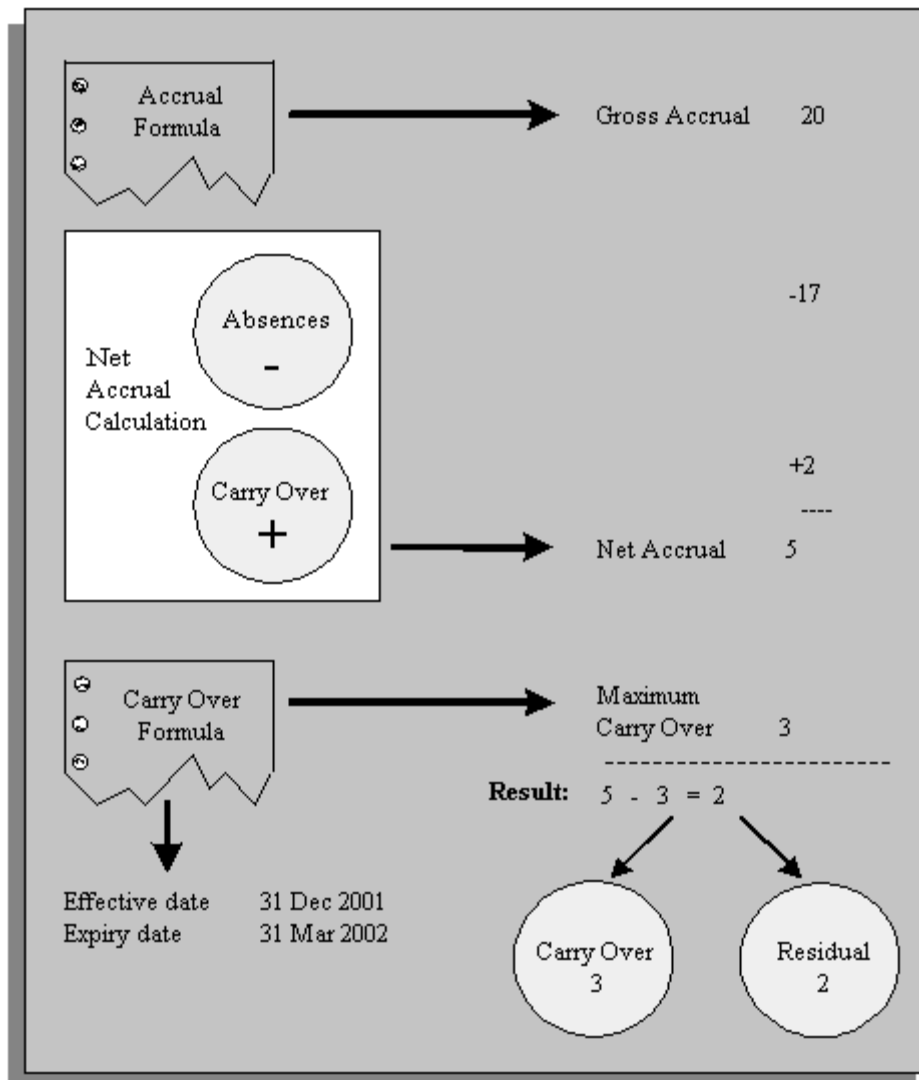 Accrual
Formula
Gross Accrual 20
Net
Accrual
Calculation
Absences
-
-17
Carry Over
+
+2
----
Net Accrual 5
Carry Over
Formula
Maximum
Carry Over 3
--------------------------
Result: 5 - 3 = 2
Effective date 31 Dec 2001
Expiry date 31 Mar 2002
Carry Over
3
Residual
2